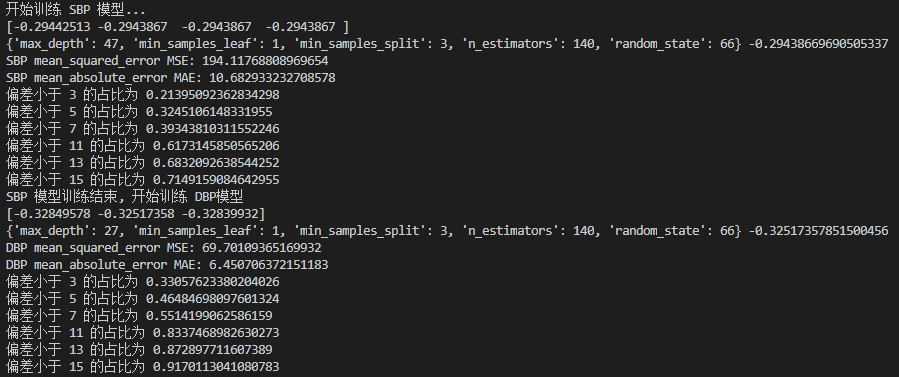 开始训练 SBP 模型...
[-0.29442513 -0.2943867  -0.2943867  -0.2943867 ]
{'max_depth': 47, 'min_samples_leaf': 1, 'min_samples_split': 3, 'n_estimators': 140, 'random_state': 66} -0.29438669690505337
SBP mean_squared_error MSE: 194.11768808969654
SBP mean_absolute_error MAE: 10.682933232708578
偏差小于 3 的占比为 0.21395092362834298
偏差小于 5 的占比为 0.3245106148331955
偏差小于 7 的占比为 0.39343810311552246
偏差小于 11 的占比为 0.6173145850565206
偏差小于 13 的占比为 0.6832092638544252
偏差小于 15 的占比为 0.7149159084642955
SBP 模型训练结束, 开始训练 DBP模型
[-0.32849578 -0.32517358 -0.32839932]
{'max_depth': 27, 'min_samples_leaf': 1, 'min_samples_split': 3, 'n_estimators': 140, 'random_state': 66} -0.32517357851500456
DBP mean_squared_error MSE: 69.70109365169932
DBP mean_absolute_error MAE: 6.450706372151183
偏差小于 3 的占比为 0.33057623380204026
偏差小于 5 的占比为 0.46484698097601324
偏差小于 7 的占比为 0.5514199062586159
偏差小于 11 的占比为 0.8337468982630273
偏差小于 13 的占比为 0.872897711607389
偏差小于 15 的占比为 0.9170113041080783